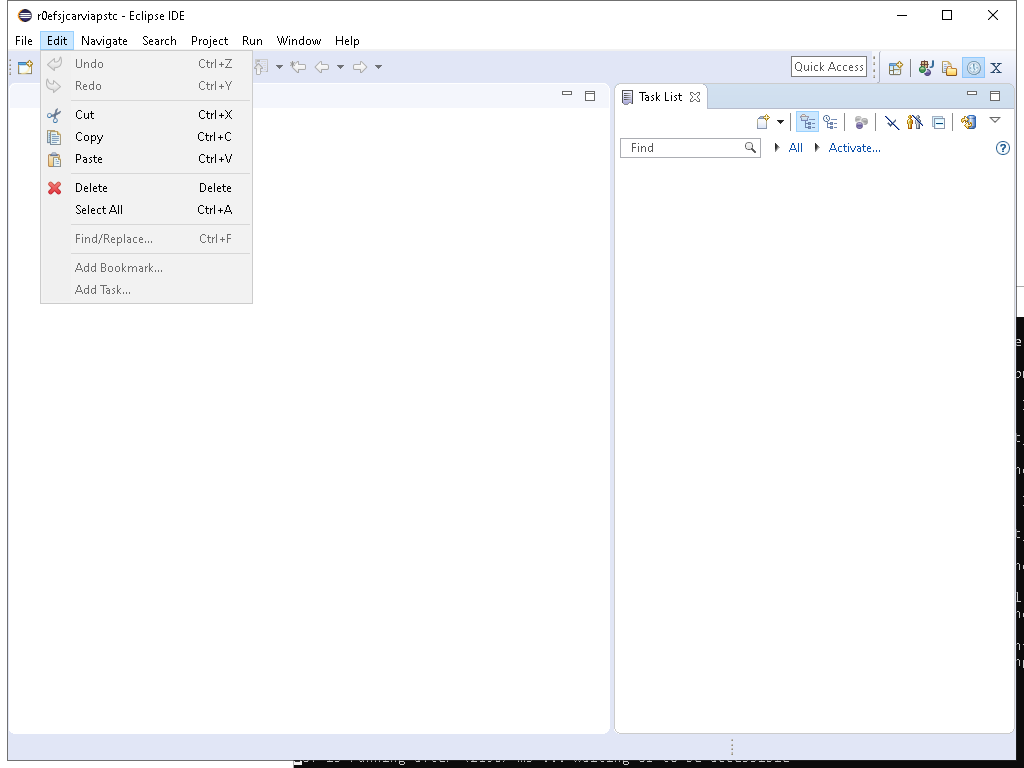 r0efsjcarviapstc - Eclipse IDE
File Edit Navigate Search Project Run Window Help
Undo Ctrl+Z
Redo Ctrl+Y
Cut Ctrl+X
Copy Ctrl+C
Paste Ctrl+V
Delete Delete
Select All Ctrl+A
Find/Replace... Ctrl+F
Add Bookmark...
Add Task...
Quick Access
Task List
Find
All
Activate...